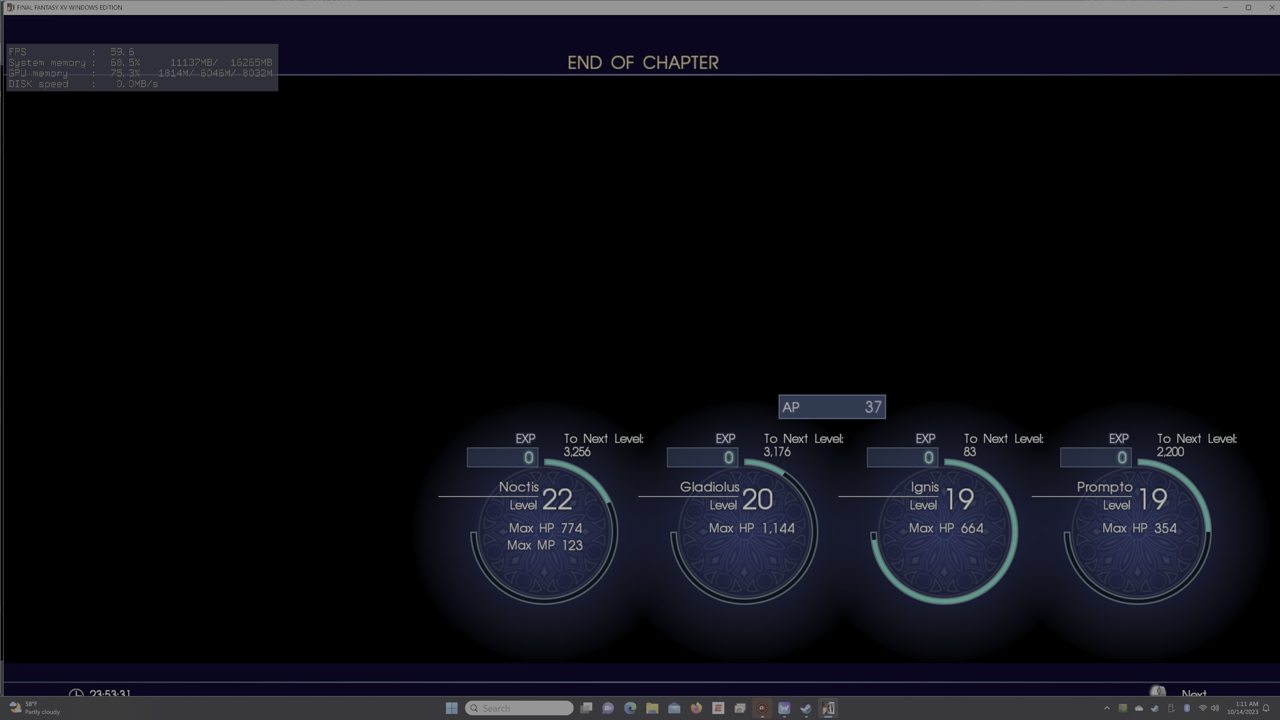 FINAL FANTASY XV WINDOWS EDITION
FPS : 59.6
System memory : 68.5% 11137MB/ 16265MB
GPU memory : 75.3% 1814M/ 6046M/ 8032M
DISK speed : 0.0MB/s
END OF CHAPTER
AP 37
EXP To Next Level: EXP To Next Level: EXP To Next Level: EXP To Next Level:
0 3,256 0 3,176 0 83 0 2,200
Noctis Gladiolus Ignis Prompto
Level 22 Level 20 Level 19 Level 19
Max HP 774 Max HP 1,144 Max HP 664 Max HP 354
Max MP 123
23:53:31 Next
58°F
Partly cloudy
Search
1:11 AM
10/14/2023